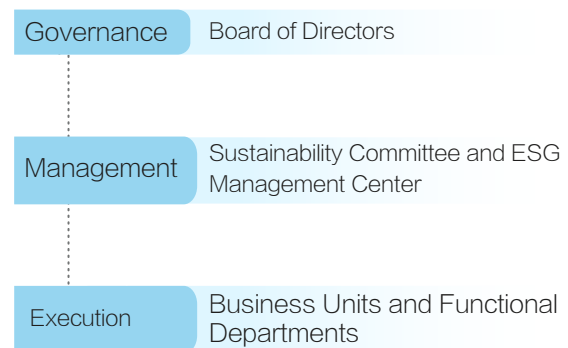 Governance
Board of Directors
Management
Sustainability Committee and ESG
Management Center
Execution
Business Units and Functional
Departments